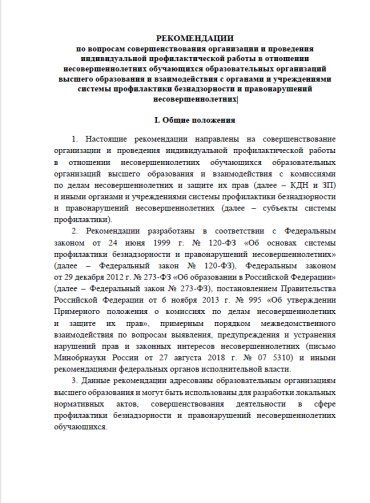 РЕКОМЕНДАЦИИ
по вопросам совершенствования организации и проведения
индивидуальной профилактической работы в отношении
несовершеннолетних обучающихся образовательных организаций
высшего образования и взаимодействия с органами и учреждениями
системы профилактики безнадзорности и правонарушений
несовершеннолетних
I. Общие положения
1. Настоящие рекомендации направлены на совершенствование
организации и проведения индивидуальной профилактической работы
в отношении несовершеннолетних обучающихся образовательных
организаций высшего образования и взаимодействия с комиссиями
по делам несовершеннолетних и защите их прав (далее – КДН и ЗП)
и иными органами и учреждениями системы профилактики безнадзорности
и правонарушений несовершеннолетних (далее – субъекты системы
профилактики).
2. Рекомендации разработаны в соответствии с Федеральным
законом от 24 июня 1999 г. № 120-ФЗ «Об основах системы
профилактики безнадзорности и правонарушений несовершеннолетних»
(далее – Федеральный закон № 120-ФЗ), Федеральным законом
от 29 декабря 2012 г. № 273-ФЗ «Об образовании в Российской Федерации»
(далее – Федеральный закон № 273-ФЗ), постановлением Правительства
Российской Федерации от 6 ноября 2013 г. № 995 «Об утверждении
Примерного положения о комиссиях по делам несовершеннолетних
и защите их прав», примерным порядком межведомственного
взаимодействия по вопросам выявления, предупреждения и устранения
нарушений прав и законных интересов несовершеннолетних (письмо
Минобрнауки России от 27 августа 2018 г. № 07 5310) и иными
рекомендациями федеральных органов исполнительной власти.
3. Данные рекомендации адресованы образовательным организациям
высшего образования и могут быть использованы для разработки локальных
нормативных актов, совершенствования деятельности в сфере
профилактики безнадзорности и правонарушений несовершеннолетних
обучающихся.